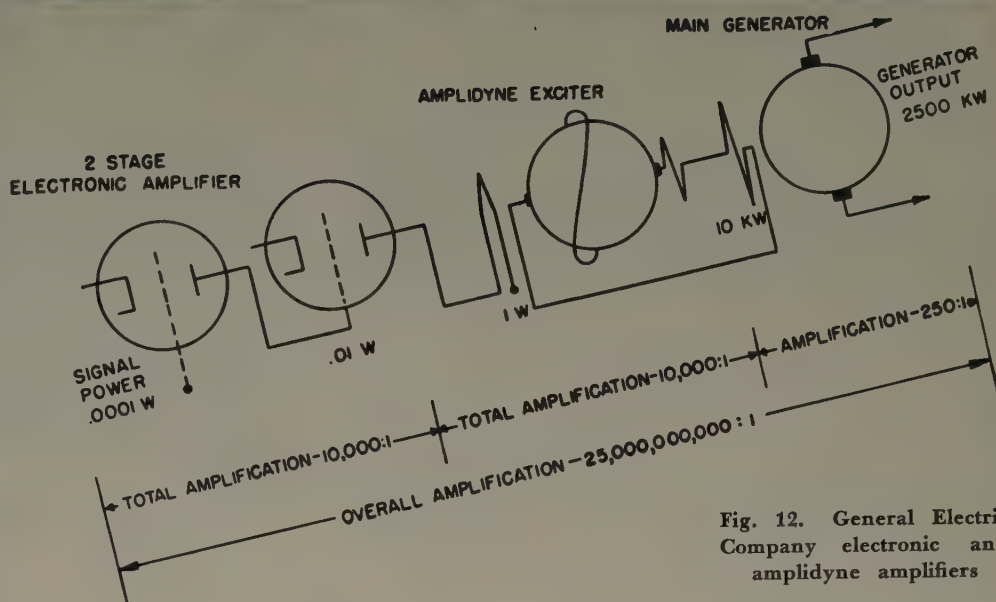 MAIN GENERATOR
GENERATOR
OUTPUT
2500 KW
AMPLIDYNE EXCITER
2 STAGE
ELECTRONIC AMPLIFIER
10 KW
1 W
.01 W
SIGNAL
POWER
.0001 W
AMPLIFICATION-250:1
TOTAL AMPLIFICATION-10,000:1
TOTAL AMPLIFICATION-10,000:1
OVERALL AMPLIFICATION-25,000,000,000:1
Fig. 12. General Electri
Company electronic an
amplidyne amplifiers